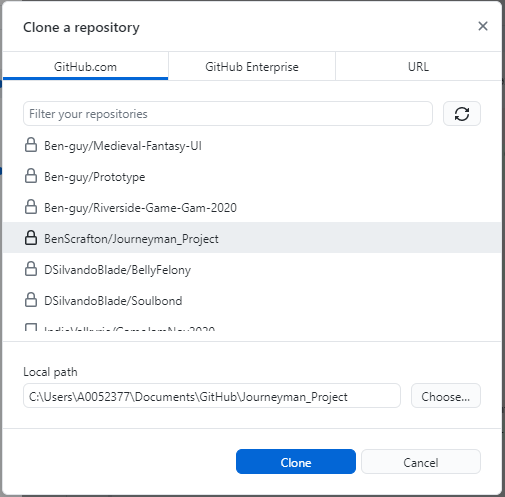 Clone a repository
GitHub.com
GitHub Enterprise
URL
Filter your repositories
Ben-guy/Medieval-Fantasy-UI
Ben-guy/Prototype
Ben-guy/Riverside-Game-Gam-2020
BenScrafton/Journeyman_Project
DSilvandoBlade/BellyFelony
DSilvandoBlade/Soulbond
IndieValkyrie/GameJamNov2020
Local path
C:\Users\A0052377\Documents\GitHub\Journeyman_Project
Choose...
Clone
Cancel